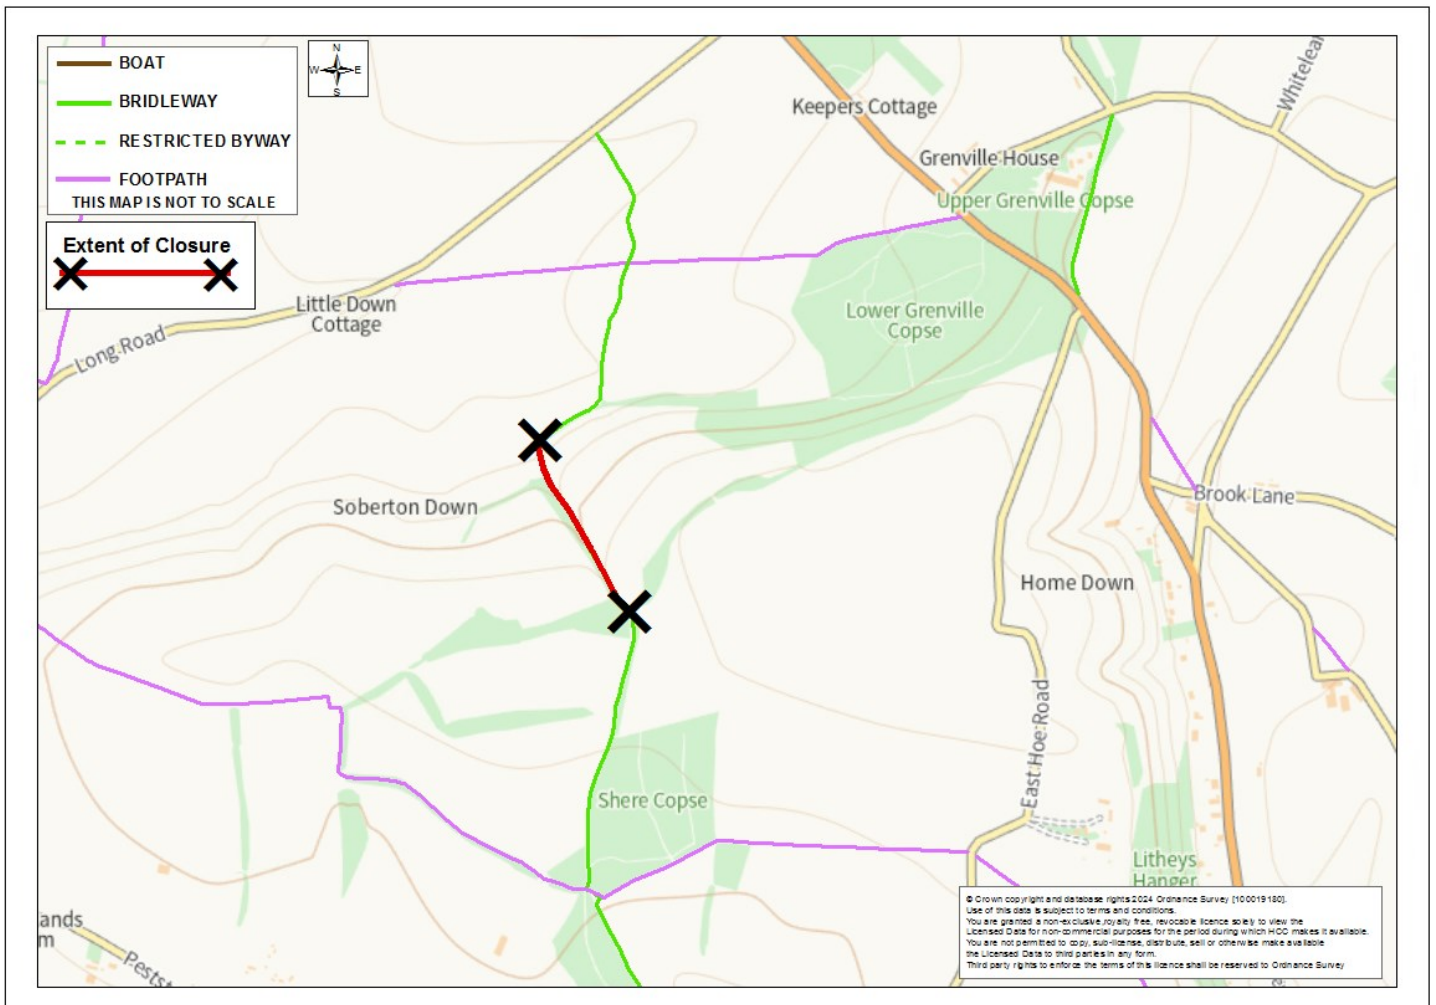 BOAT
BRIDLEWAY
RESTRICTED BYWAY
FOOTPATH
THIS MAP IS NOT TO SCALE
Extent of Closure
N
W E
S
Keepers Cottage
Grenville House
Upper Grenville Copse
Little Down
Cottage
Long Road
Lower Grenville
Copse
Soberton Down
Brook Lane
Home Down
East Hoe Road
Shere Copse
Litheys
Hanger
© Crown copyright and database rights 2024 Ordnance Survey [100019180].
Use of this data is subject to terms and conditions.
You are granted a non-exclusive, royalty free, revocable licence solely to view the
Licensed Data for non-commercial purposes for the period during which HCC makes it available.
You are not permitted to copy, sub-license, distribute, sell or otherwise make available
the Licensed Data to third parties in any form.
Third party rights to enforce the terms of this licence shall be reserved to Ordnance Survey